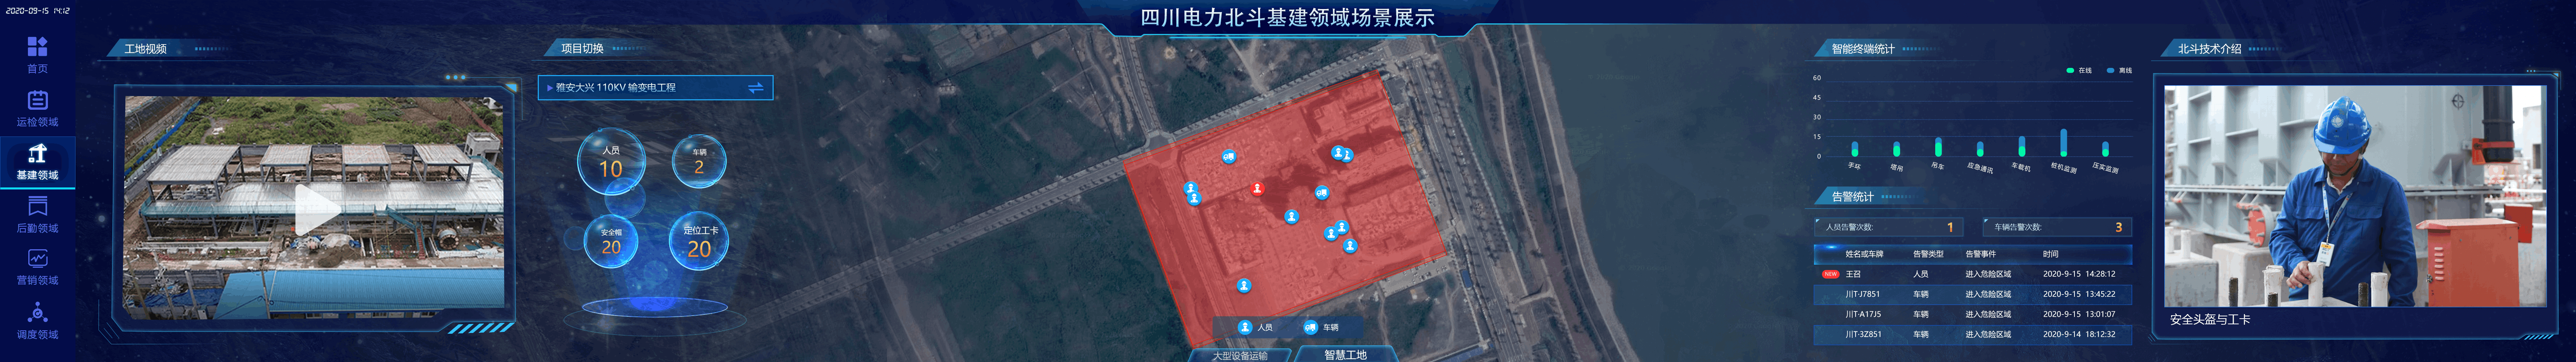 2020-09-15 14:12
四川电力北斗基建领域场景展示
首页
运检领域
基建领域
后勤领域
营销领域
调度领域
工地视频
项目切换
雅安大兴 110KV 输变电工程
人员
10
车辆
2
安全帽
20
定位工卡
20
人员
车辆
大型设备运输
智慧工地
智能终端统计
在线
离线
60
45
30
15
0
手环
塔吊
吊车
应急通讯
车载机
桩机监测
压实监测
告警统计
人员告警次数: 1
车辆告警次数: 3
姓名或车牌 告警类型 告警事件 时间
NEW 王召 人员 进入危险区域 2020-9-15 14:28:12
川T-J7851 车辆 进入危险区域 2020-9-15 13:45:22
川T-A17J5 车辆 进入危险区域 2020-9-15 13:01:07
川T-3Z851 车辆 进入危险区域 2020-9-14 18:12:32
北斗技术介绍
安全头盔与工卡